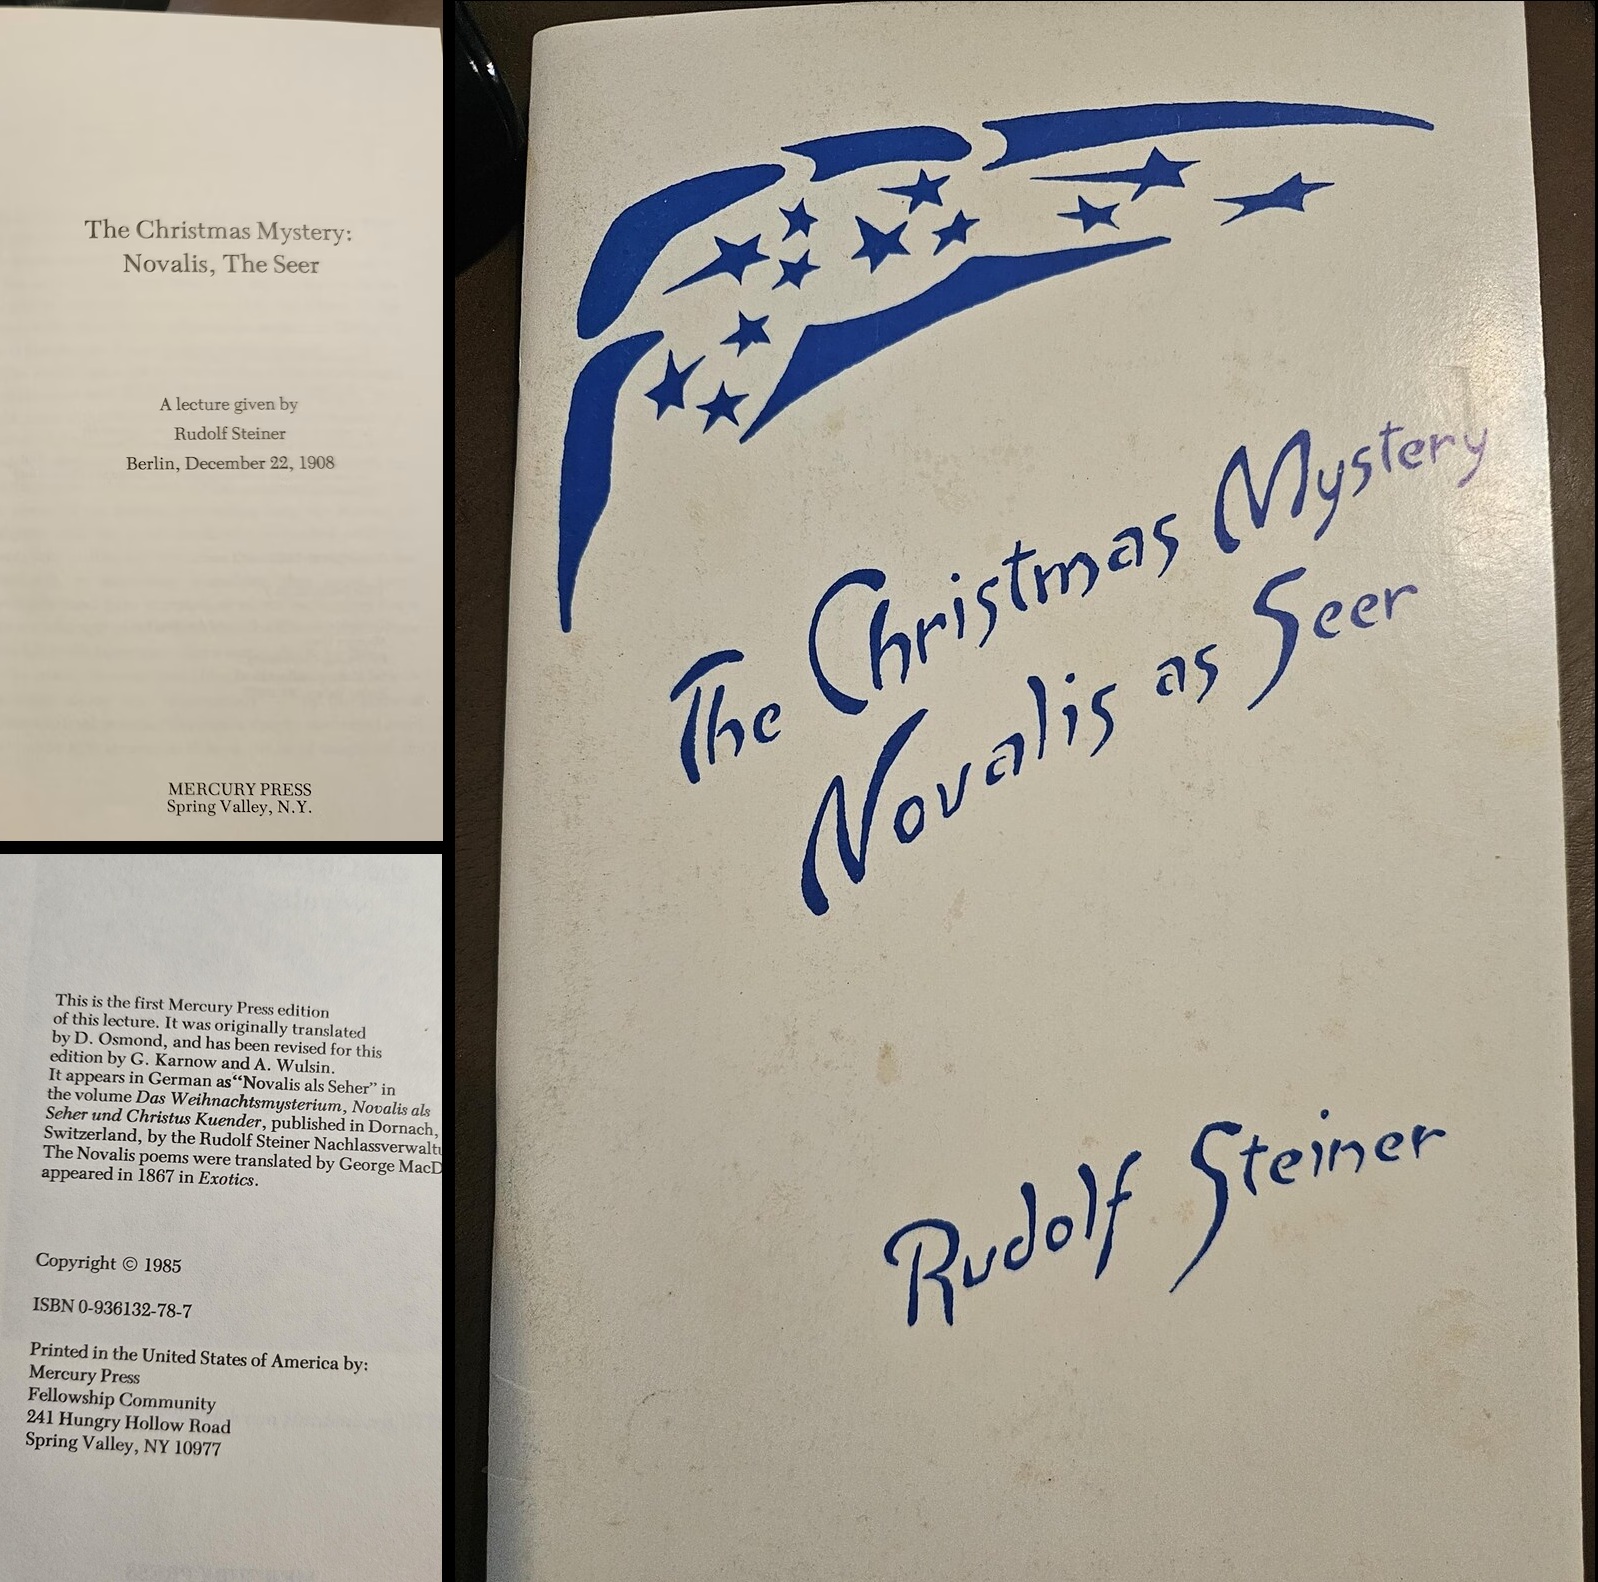 The Christmas Mystery:
Novalis, The Seer
A lecture given by
Rudolf Steiner
Berlin, December 22, 1908
MERCURY PRESS
Spring Valley, N.Y.
This is the first Mercury Press edition
of this lecture. It was originally translated
by D. Osmond, and has been revised for this
edition by G. Karnow and A. Wulsin.
It appears in German as “Novalis als Seher” in
the volume Das Weihnachtsmysterium, Novalis als
Seher und Christus Kuender, published in Dornach,
Switzerland, by the Rudolf Steiner
The Novalis poems were translated by George
appeared in 1867 in Exotics.
Copyright © 1985
ISBN 0-936132-78-7
Printed in the United States of America by:
Mercury Press
Fellowship Community
241 Hungry Hollow Road
Spring Valley, NY 10977
The Christmas Mystery
Novalis as Seer
Rudolf Steiner